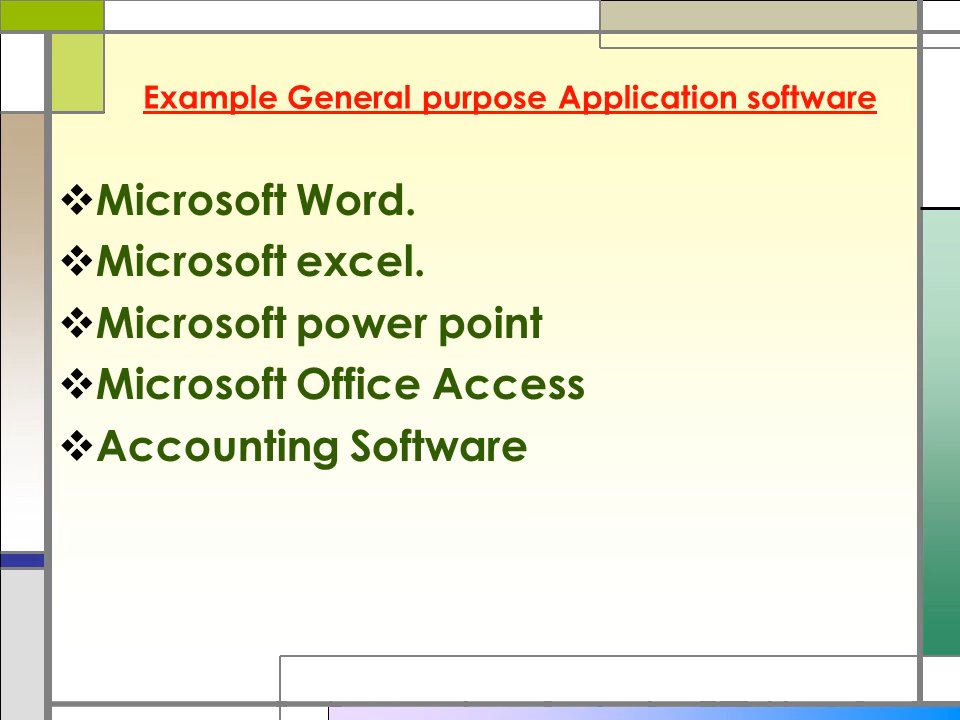 Example General purpose Application software
Microsoft Word.
Microsoft excel.
Microsoft power point
Microsoft Office Access
Accounting Software